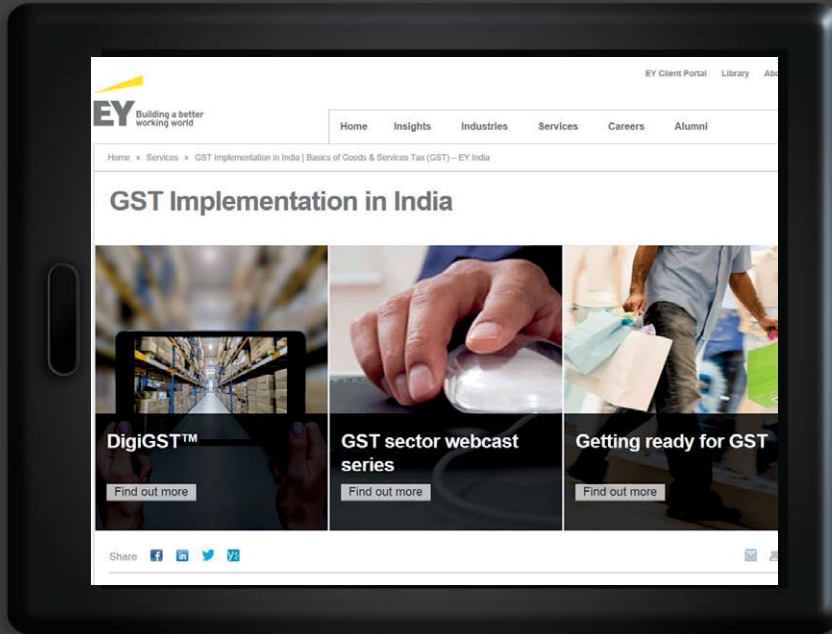 EY Client Portal Library
EY Building a better
working world
Home Insights Industries Services Careers Alumni
Home » Services » GST Implementation in India | Basics of Goods & Services Tax (GST) – EY India
GST Implementation in India
DigiGST™
Find out more
GST sector webcast
series
Find out more
Getting ready for GST
Find out more
Share